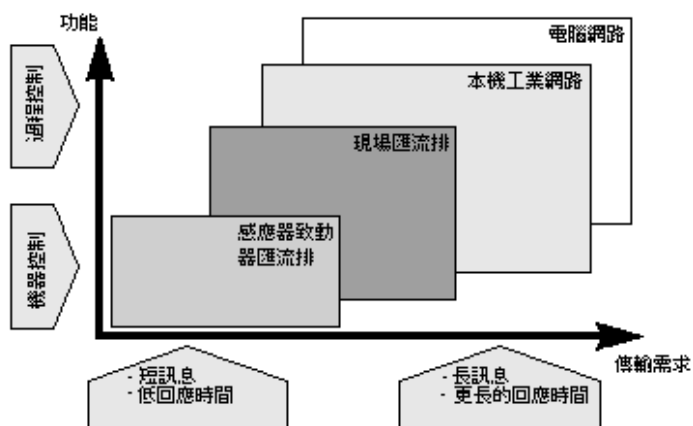 功能
電腦網路
本機工業網路
過程控制
現場匯流排
機器控制
感應器致動
器匯流排
傳輸需求
- 短訊息
- 低回應時間
- 長訊息
- 更長的回應時間